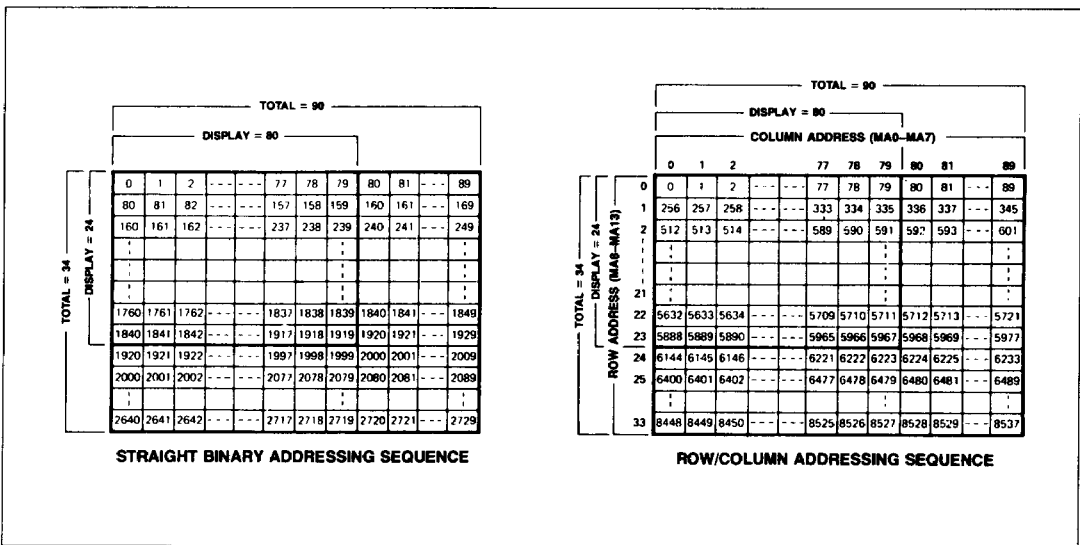 TOTAL = 90
DISPLAY = 80
TOTAL = 34
DISPLAY = 24
0 1 2 --- --- 77 78 79 80 81 --- 89
80 81 82 --- --- 157 158 159 160 161 --- 169
160 161 162 --- --- 237 238 239 240 241 --- 249
1760 1761 1762 --- --- 1837 1838 1839 1840 1841 --- 1849
1840 1841 1842 --- --- 1917 1918 1919 1920 1921 --- 1929
1920 1921 1922 --- --- 1997 1998 1999 2000 2001 --- 2009
2000 2001 2002 --- --- 2077 2078 2079 2080 2081 --- 2089
2640 2641 2642 --- --- 2717 2718 2719 2720 2721 --- 2729
STRAIGHT BINARY ADDRESSING SEQUENCE
TOTAL = 90
DISPLAY = 80
COLUMN ADDRESS (MA0–MA7)
TOTAL = 34
DISPLAY = 24
ROW ADDRESS (MA8–MA13)
0 1 2 77 78 79 80 81 89
0 0 1 2 --- --- 77 78 79 80 81 --- 89
1 256 257 258 --- --- 333 334 335 336 337 --- 345
2 512 513 514 --- --- 589 590 591 592 593 --- 601
21
22 5632 5633 5634 --- --- 5709 5710 5711 5712 5713 --- 5721
23 5888 5889 5890 --- --- 5965 5966 5967 5968 5969 --- 5977
24 6144 6145 6146 --- --- 6221 6222 6223 6224 6225 --- 6233
25 6400 6401 6402 --- --- 6477 6478 6479 6480 6481 --- 6489
33 8448 8449 8450 --- --- 8525 8526 8527 8528 8529 --- 8537
ROW/COLUMN ADDRESSING SEQUENCE